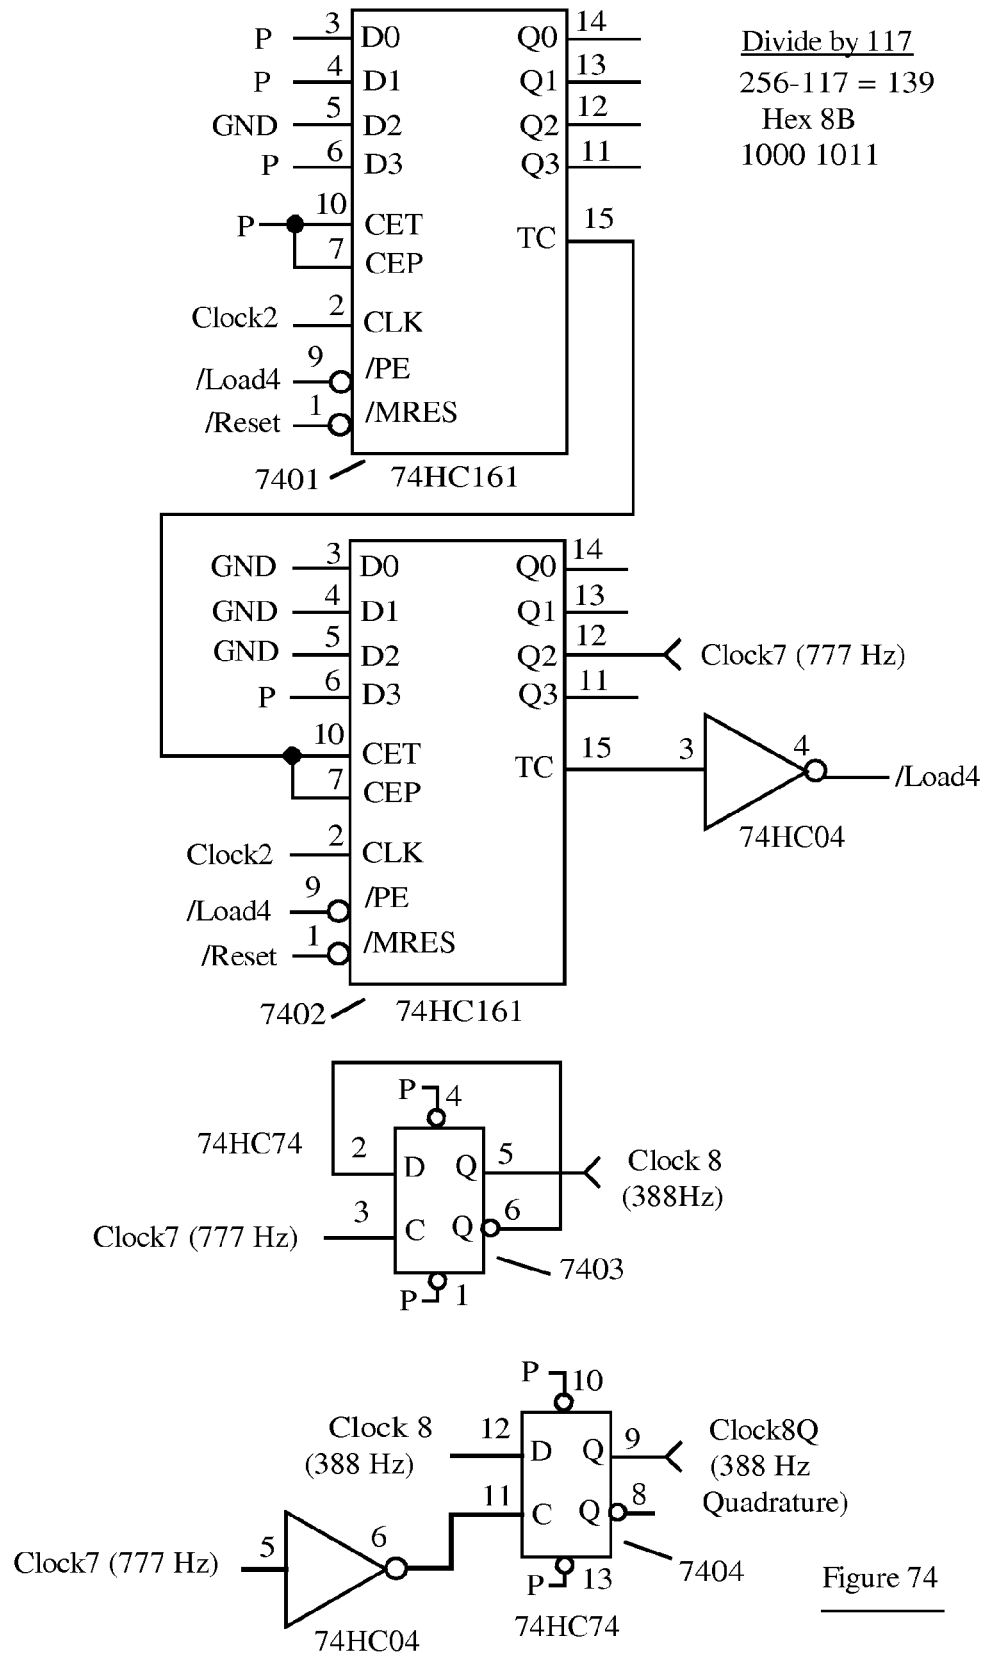 Divide by 117
256-117 = 139
Hex 8B
1000 1011
P 3 D0 Q0 14
P 4 D1 Q1 13
GND 5 D2 Q2 12
P 6 D3 Q3 11
P 10 CET TC 15
7 CEP
Clock2 2 CLK
/Load4 9 /PE
/Reset 1 /MRES
7401 74HC161
GND 3 D0 Q0 14
GND 4 D1 Q1 13
GND 5 D2 Q2 12 Clock7 (777 Hz)
P 6 D3 Q3 11
10 CET TC 15 3 4 /Load4
7 CEP
74HC04
Clock2 2 CLK
/Load4 9 /PE
/Reset 1 /MRES
7402 74HC161
P 4
74HC74 2 D Q 5 Clock 8
(388Hz)
Clock7 (777 Hz) 3 C Q 6
7403
P 1
P 10
Clock 8 12 D Q 9 Clock8Q
(388 Hz) (388 Hz
11 C Q 8 Quadrature)
Clock7 (777 Hz) 5 6
7404
P 13
74HC04 74HC74
Figure 74